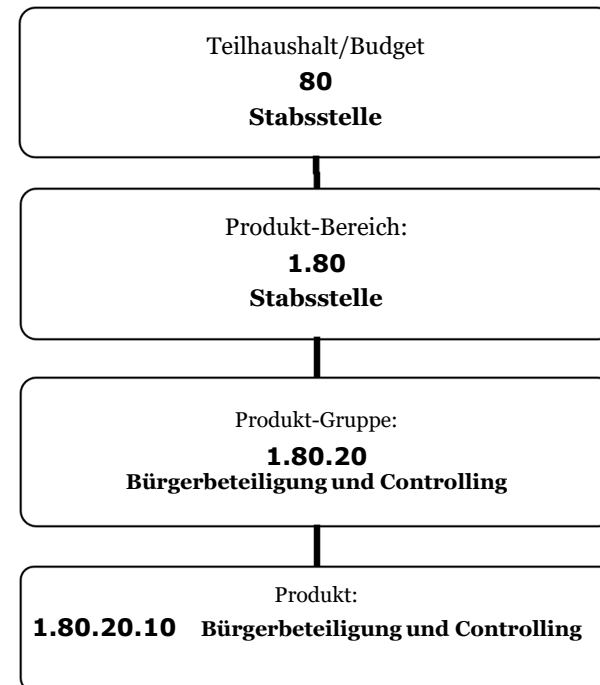 Teilhaushalt/Budget
80
Stabsstelle
Produkt-Bereich:
1.80
Stabsstelle
Produkt-Gruppe:
1.80.20
Bürgerbeteiligung und Controlling
Produkt:
1.80.20.10 Bürgerbeteiligung und Controlling